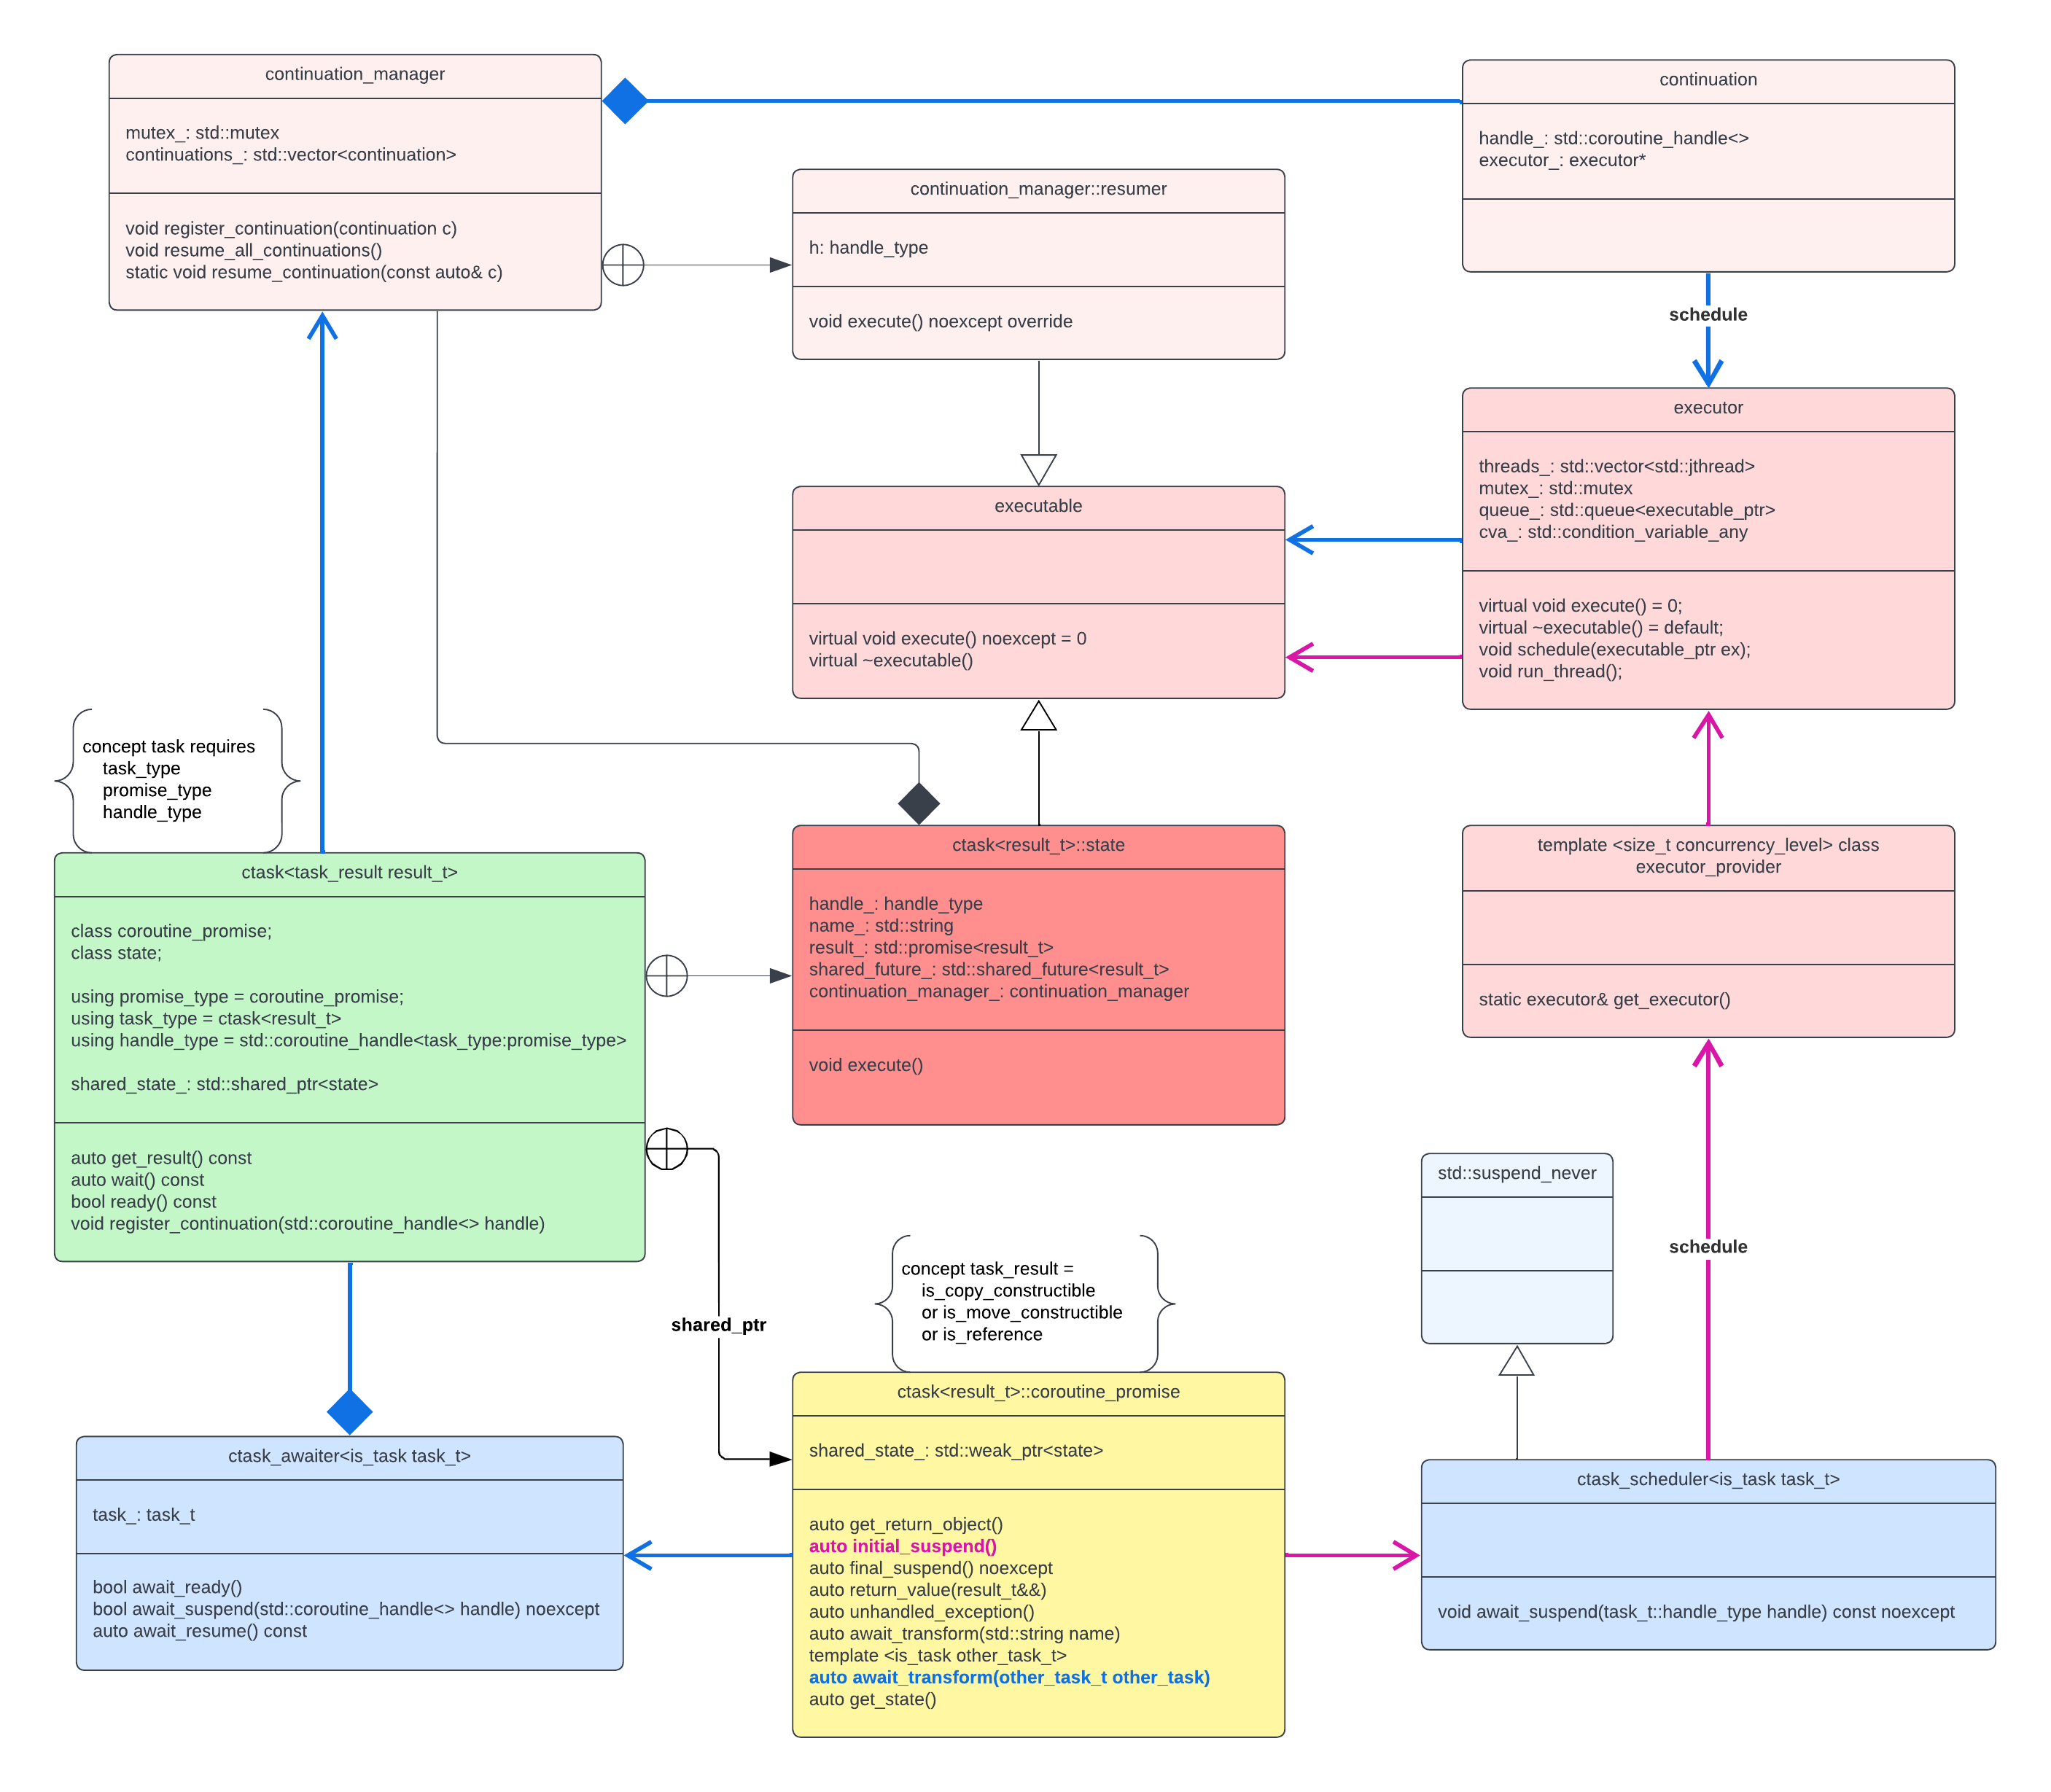 continuation_manager
mutex_: std::mutex
continuations_: std::vector<continuation>
void register_continuation(continuation c)
void resume_all_continuations()
static void resume_continuation(const auto& c)
continuation
handle_: std::coroutine_handle<>
executor_: executor*
continuation_manager::resumer
h: handle_type
void execute() noexcept override
schedule
executor
threads_: std::vector<std::jthread>
mutex_: std::mutex
queue_: std::queue<executable_ptr>
cva_: std::condition_variable_any
virtual void execute() = 0;
virtual ~executable() = default;
void schedule(executable_ptr ex);
void run_thread();
executable
virtual void execute() noexcept = 0
virtual ~executable()
concept task requires
task_type
promise_type
handle_type
ctask<task_result result_t>
class coroutine_promise;
class state;
using promise_type = coroutine_promise;
using task_type = ctask<result_t>
using handle_type = std::coroutine_handle<task_type:promise_type>
shared_state_: std::shared_ptr<state>
auto get_result() const
auto wait() const
bool ready() const
void register_continuation(std::coroutine_handle<> handle)
ctask<result_t>::state
handle_: handle_type
name_: std::string
result_: std::promise<result_t>
shared_future_: std::shared_future<result_t>
continuation_manager_: continuation_manager
void execute()
template <size_t concurrency_level> class
executor_provider
static executor& get_executor()
std::suspend_never
schedule
shared_ptr
concept task_result =
is_copy_constructible
or is_move_constructible
or is_reference
ctask<result_t>::coroutine_promise
shared_state_: std::weak_ptr<state>
auto get_return_object()
auto initial_suspend()
auto final_suspend() noexcept
auto return_value(result_t&&)
auto unhandled_exception()
auto await_transform(std::string name)
template <is_task other_task_t>
auto await_transform(other_task_t other_task)
auto get_state()
ctask_awaiter<is_task task_t>
task_: task_t
bool await_ready()
bool await_suspend(std::coroutine_handle<> handle) noexcept
auto await_resume() const
ctask_scheduler<is_task task_t>
void await_suspend(task_t::handle_type handle) const noexcept